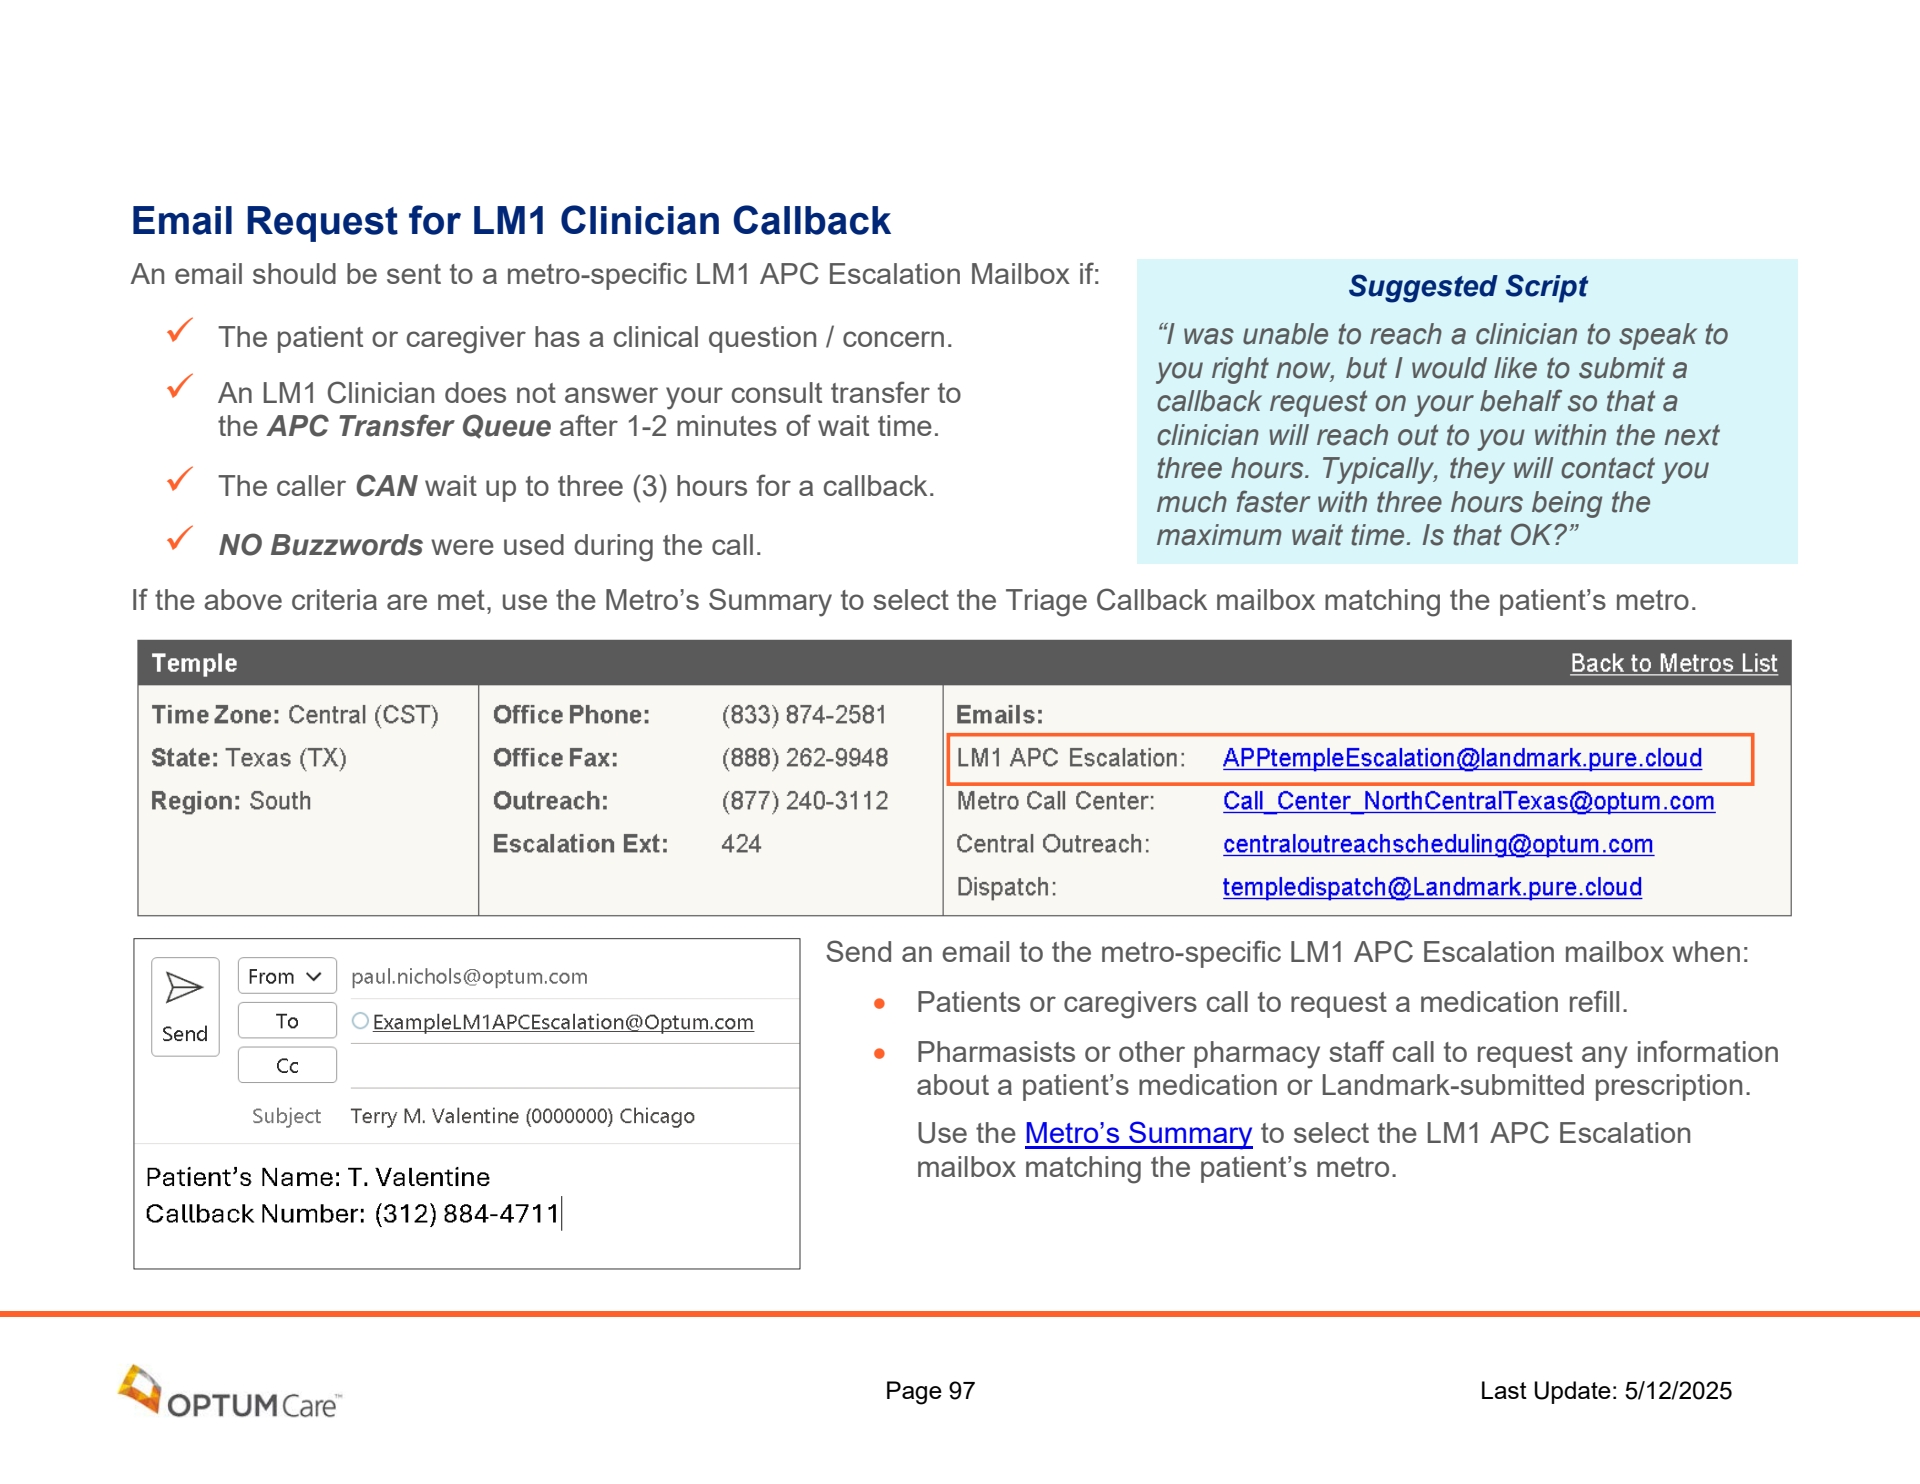 Email Request for LM1 Clinician Callback
An email should be sent to a metro-specific LM1 APC Escalation Mailbox if:
✓ The patient or caregiver has a clinical question / concern.
✓ An LM1 Clinician does not answer your consult transfer to
the APC Transfer Queue after 1-2 minutes of wait time.
✓ The caller CAN wait up to three (3) hours for a callback.
✓ NO Buzzwords were used during the call.
Suggested Script
“I was unable to reach a clinician to speak to
you right now, but I would like to submit a
callback request on your behalf so that a
clinician will reach out to you within the next
three hours. Typically, they will contact you
much faster with three hours being the
maximum wait time. Is that OK?”
If the above criteria are met, use the Metro’s Summary to select the Triage Callback mailbox matching the patient’s metro.
Temple Back to Metros List
Time Zone: Central (CST)
State: Texas (TX)
Region: South
Office Phone: (833) 874-2581
Office Fax: (888) 262-9948
Outreach: (877) 240-3112
Escalation Ext: 424
Emails:
LM1 APC Escalation: APPtempleEscalation@landmark.pure.cloud
Metro Call Center: Call_Center_NorthCentralTexas@optum.com
Central Outreach: centraloutreachscheduling@optum.com
Dispatch: templedispatch@Landmark.pure.cloud
Send
From paul.nichols@optum.com
To ExampleLM1APCEscalation@Optum.com
Cc
Subject Terry M. Valentine (0000000) Chicago
Patient’s Name: T. Valentine
Callback Number: (312) 884-4711
Send an email to the metro-specific LM1 APC Escalation mailbox when:
• Patients or caregivers call to request a medication refill.
• Pharmasists or other pharmacy staff call to request any information
about a patient’s medication or Landmark-submitted prescription.
Use the Metro’s Summary to select the LM1 APC Escalation
mailbox matching the patient’s metro.
OPTUM Care™
Page 97
Last Update: 5/12/2025